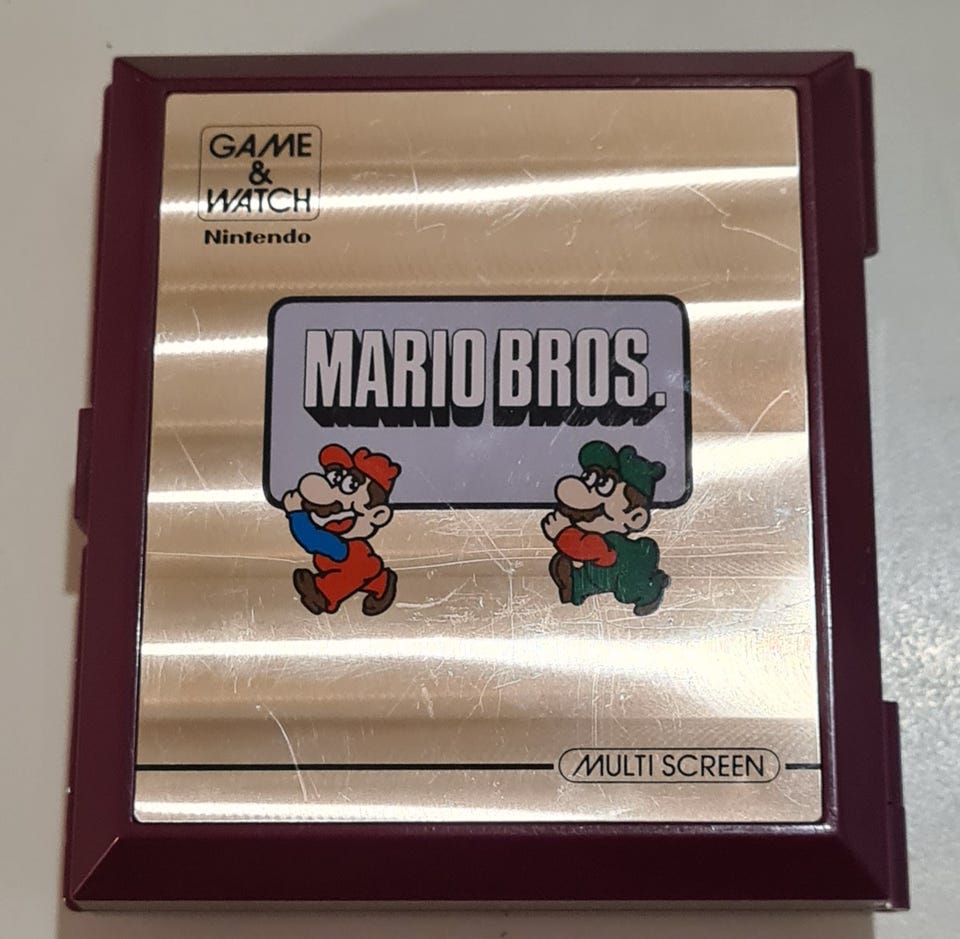 GAME
&
WATCH
Nintendo
MARIO BROS.
MULTI SCREEN